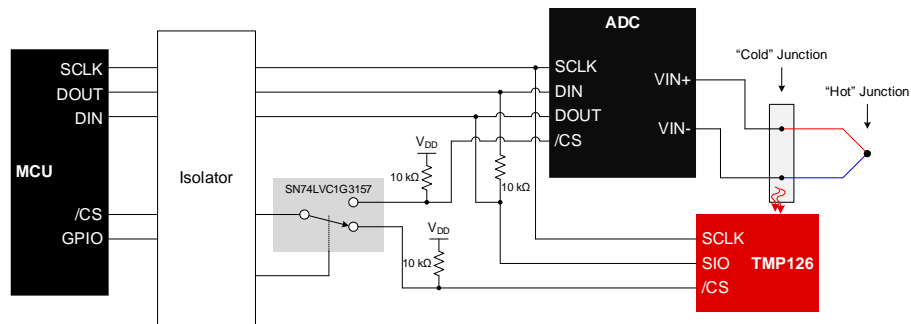 MCU
SCLK
DOUT
DIN
/CS
GPIO
Isolator
SN74LVC1G3157
VDD
10 kΩ
VDD
10 kΩ
10 kΩ
ADC
SCLK
DIN
DOUT
/CS
VIN+
VIN-
“Cold” Junction
“Hot” Junction
SCLK
SIO
/CS
TMP126